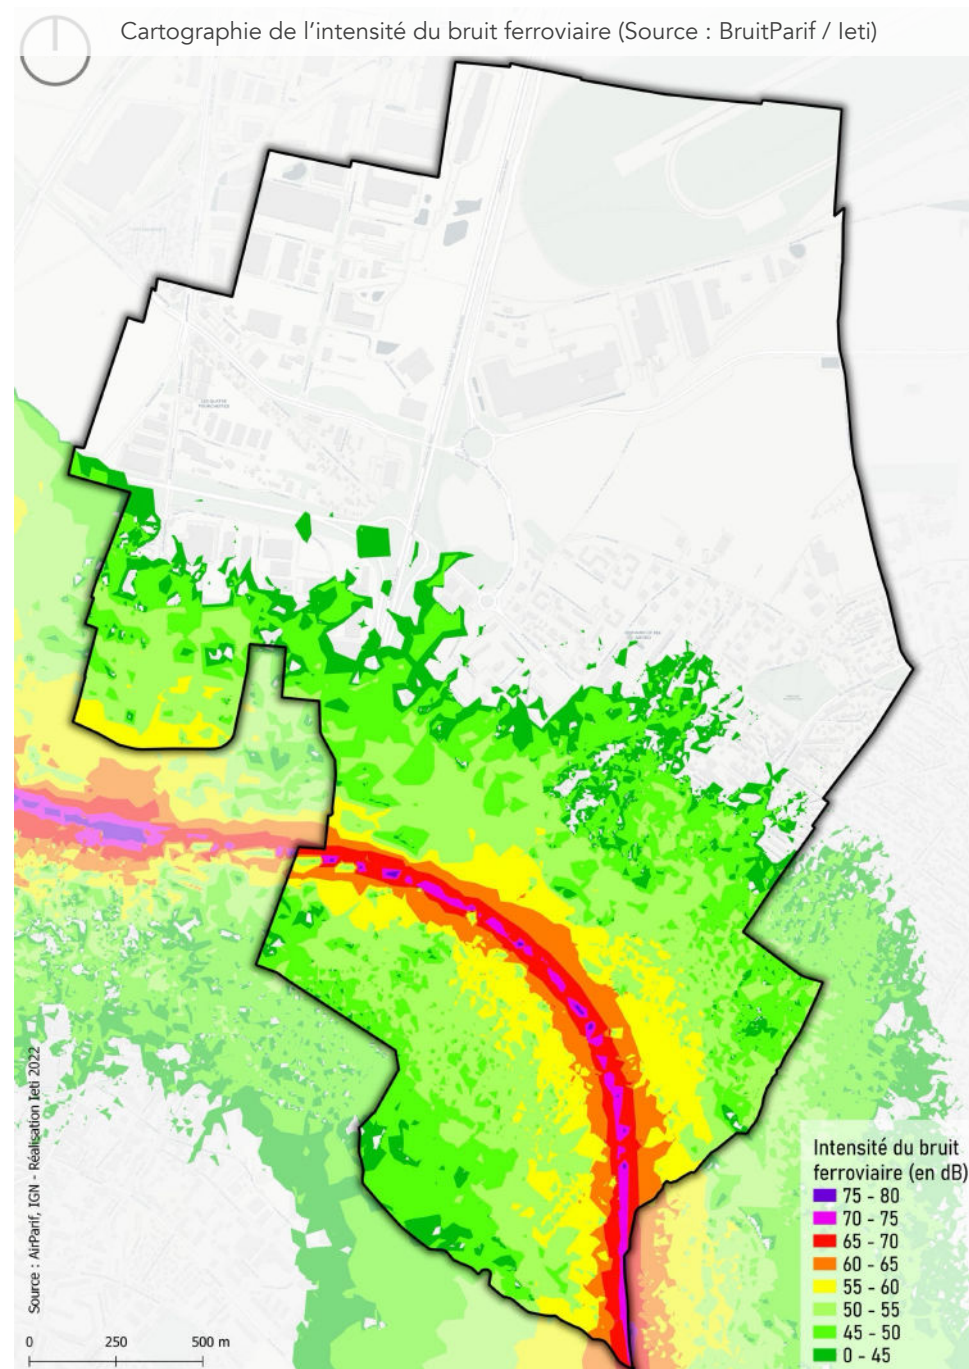 Cartographie de l'intensité du bruit ferroviaire (Source : BruitParif / Ieti)
Source : AirParif, IGN - Réalisation Ieti 2022
Intensité du bruit
ferroviaire (en dB)
75 - 80
70 - 75
65 - 70
60 - 65
55 - 60
50 - 55
45 - 50
0 - 45
0 250 500 m